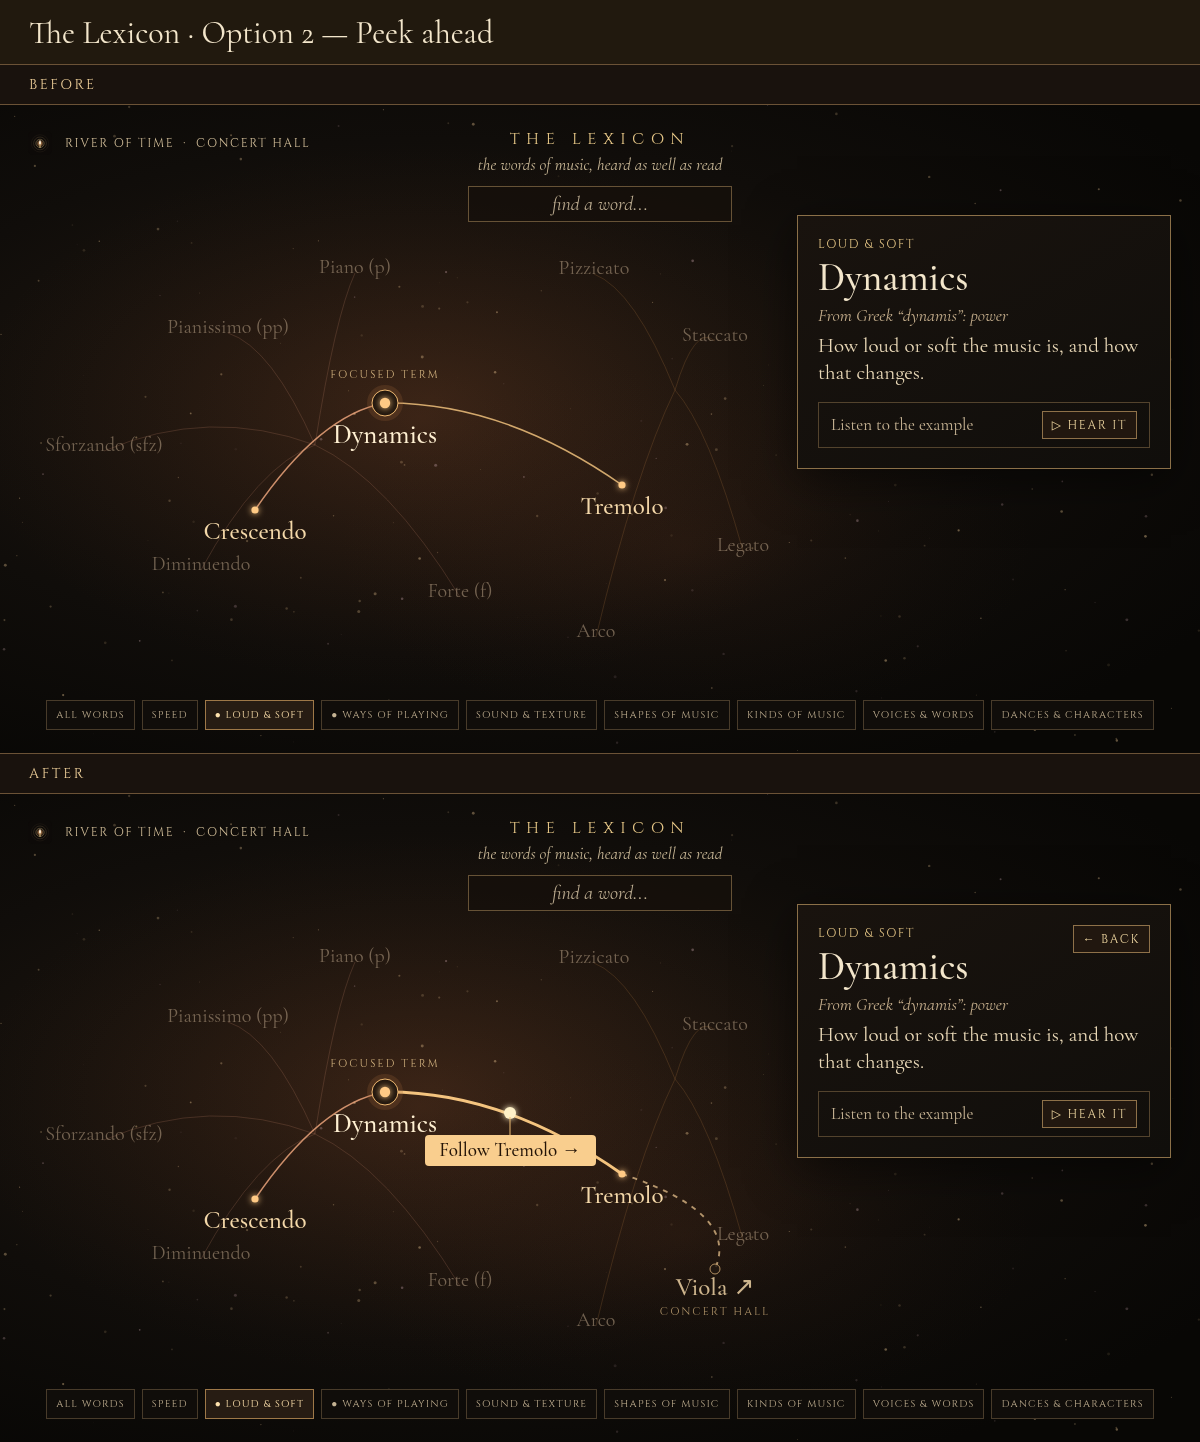 The Lexicon · Option 2 — Peek ahead
BEFORE
RIVER OF TIME · CONCERT HALL
THE LEXICON
the words of music, heard as well as read
find a word...
LOUD & SOFT
Dynamics
From Greek “dynamis”: power
How loud or soft the music is, and how
that changes.
Listen to the example
▷ HEAR IT
Piano (p)
Pizzicato
Pianissimo (pp)
Staccato
FOCUSED TERM
Dynamics
Sforzando (sfz)
Tremolo
Crescendo
Legato
Diminuendo
Forte (f)
Arco
ALL WORDS
SPEED
● LOUD & SOFT
● WAYS OF PLAYING
SOUND & TEXTURE
SHAPES OF MUSIC
KINDS OF MUSIC
VOICES & WORDS
DANCES & CHARACTERS
AFTER
RIVER OF TIME · CONCERT HALL
THE LEXICON
the words of music, heard as well as read
find a word...
LOUD & SOFT
← BACK
Dynamics
From Greek “dynamis”: power
How loud or soft the music is, and how
that changes.
Listen to the example
▷ HEAR IT
Piano (p)
Pizzicato
Pianissimo (pp)
Staccato
FOCUSED TERM
Dynamics
Sforzando (sfz)
Follow Tremolo →
Tremolo
Crescendo
Legato
Diminuendo
Forte (f)
Viola ↗
CONCERT HALL
Arco
ALL WORDS
SPEED
● LOUD & SOFT
● WAYS OF PLAYING
SOUND & TEXTURE
SHAPES OF MUSIC
KINDS OF MUSIC
VOICES & WORDS
DANCES & CHARACTERS